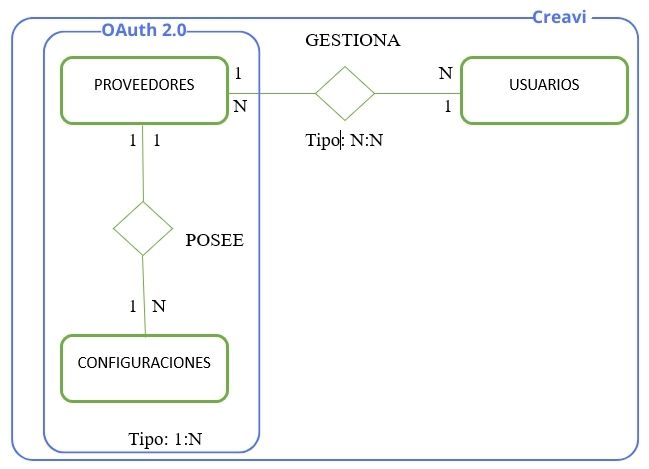 Creavi
OAuth 2.0
GESTIONA
PROVEEDORES
1
N
N
1
USUARIOS
Tipo: N:N
1 1
POSEE
1 N
CONFIGURACIONES
Tipo: 1:N